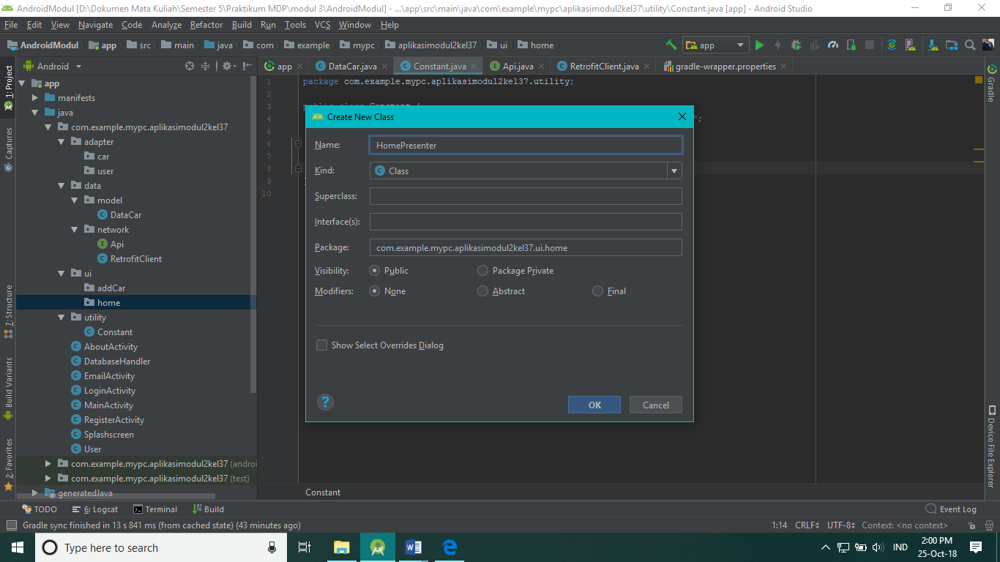 AndroidModul [D:\Dokumen Mata Kuliah\Semester 5\Praktikum MDP\modul 3\AndroidModul] - ...\app\src\main\java\com\example\mypc\aplikasimodul2kel37\utility\Constant.java [app] - Android Studio
File Edit View Navigate Code Analyze Refactor Build Run Tools VCS Window Help
AndroidModul app src main java com example mypc aplikasimodul2kel37 ui home app
1: Project
Captures
7: Structure
Build Variants
2: Favorites
Android
app
manifests
java
com.example.mypc.aplikasimodul2kel37
adapter
car
user
data
model
DataCar
network
Api
RetrofitClient
ui
addCar
home
utility
Constant
AboutActivity
DatabaseHandler
EmailActivity
LoginActivity
MainActivity
RegisterActivity
Splashscreen
User
com.example.mypc.aplikasimodul2kel37 (androi
com.example.mypc.aplikasimodul2kel37 (test)
generatedJava
app DataCar.java Constant.java Api.java RetrofitClient.java gradle-wrapper.properties
1 package com.example.mypc.aplikasimodul2kel37.utility;
2
3 public class Constant {
4 ";
5
6
7
8
9 }
10
Create New Class
Name: HomePresenter
Kind: Class
Superclass:
Interface(s):
Package: com.example.mypc.aplikasimodul2kel37.ui.home
Visibility: Public Package Private
Modifiers: None Abstract Final
Show Select Overrides Dialog
? OK Cancel
Constant
Gradle
Device File Explorer
TODO 6: Logcat Terminal Build Event Log
Gradle sync finished in 13 s 841 ms (from cached state) (43 minutes ago) 1:14 CRLF UTF-8 Context: <no context>
Type here to search IND 2:00 PM
25-Oct-18